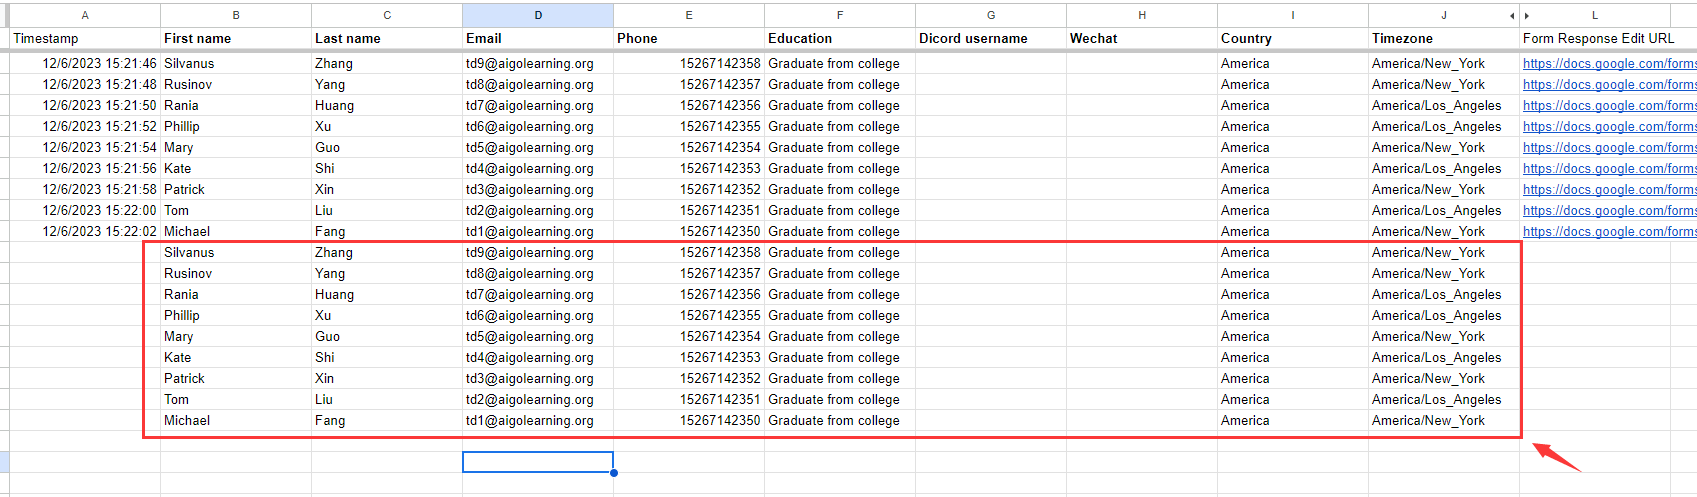 A B C D E F G H I J L
Timestamp First name Last name Email Phone Education Dicord username Wechat Country Timezone Form Response Edit URL
12/6/2023 15:21:46 Silvanus Zhang td9@aigolearning.org 15267142358 Graduate from college America America/New_York https://docs.google.com/forms
12/6/2023 15:21:48 Rusinov Yang td8@aigolearning.org 15267142357 Graduate from college America America/New_York https://docs.google.com/forms
12/6/2023 15:21:50 Rania Huang td7@aigolearning.org 15267142356 Graduate from college America America/Los_Angeles https://docs.google.com/forms
12/6/2023 15:21:52 Phillip Xu td6@aigolearning.org 15267142355 Graduate from college America America/Los_Angeles https://docs.google.com/forms
12/6/2023 15:21:54 Mary Guo td5@aigolearning.org 15267142354 Graduate from college America America/New_York https://docs.google.com/forms
12/6/2023 15:21:56 Kate Shi td4@aigolearning.org 15267142353 Graduate from college America America/Los_Angeles https://docs.google.com/forms
12/6/2023 15:21:58 Patrick Xin td3@aigolearning.org 15267142352 Graduate from college America America/New_York https://docs.google.com/forms
12/6/2023 15:22:00 Tom Liu td2@aigolearning.org 15267142351 Graduate from college America America/Los_Angeles https://docs.google.com/forms
12/6/2023 15:22:02 Michael Fang td1@aigolearning.org 15267142350 Graduate from college America America/New_York https://docs.google.com/forms
Silvanus Zhang td9@aigolearning.org 15267142358 Graduate from college America America/New_York
Rusinov Yang td8@aigolearning.org 15267142357 Graduate from college America America/New_York
Rania Huang td7@aigolearning.org 15267142356 Graduate from college America America/Los_Angeles
Phillip Xu td6@aigolearning.org 15267142355 Graduate from college America America/Los_Angeles
Mary Guo td5@aigolearning.org 15267142354 Graduate from college America America/New_York
Kate Shi td4@aigolearning.org 15267142353 Graduate from college America America/Los_Angeles
Patrick Xin td3@aigolearning.org 15267142352 Graduate from college America America/New_York
Tom Liu td2@aigolearning.org 15267142351 Graduate from college America America/Los_Angeles
Michael Fang td1@aigolearning.org 15267142350 Graduate from college America America/New_York